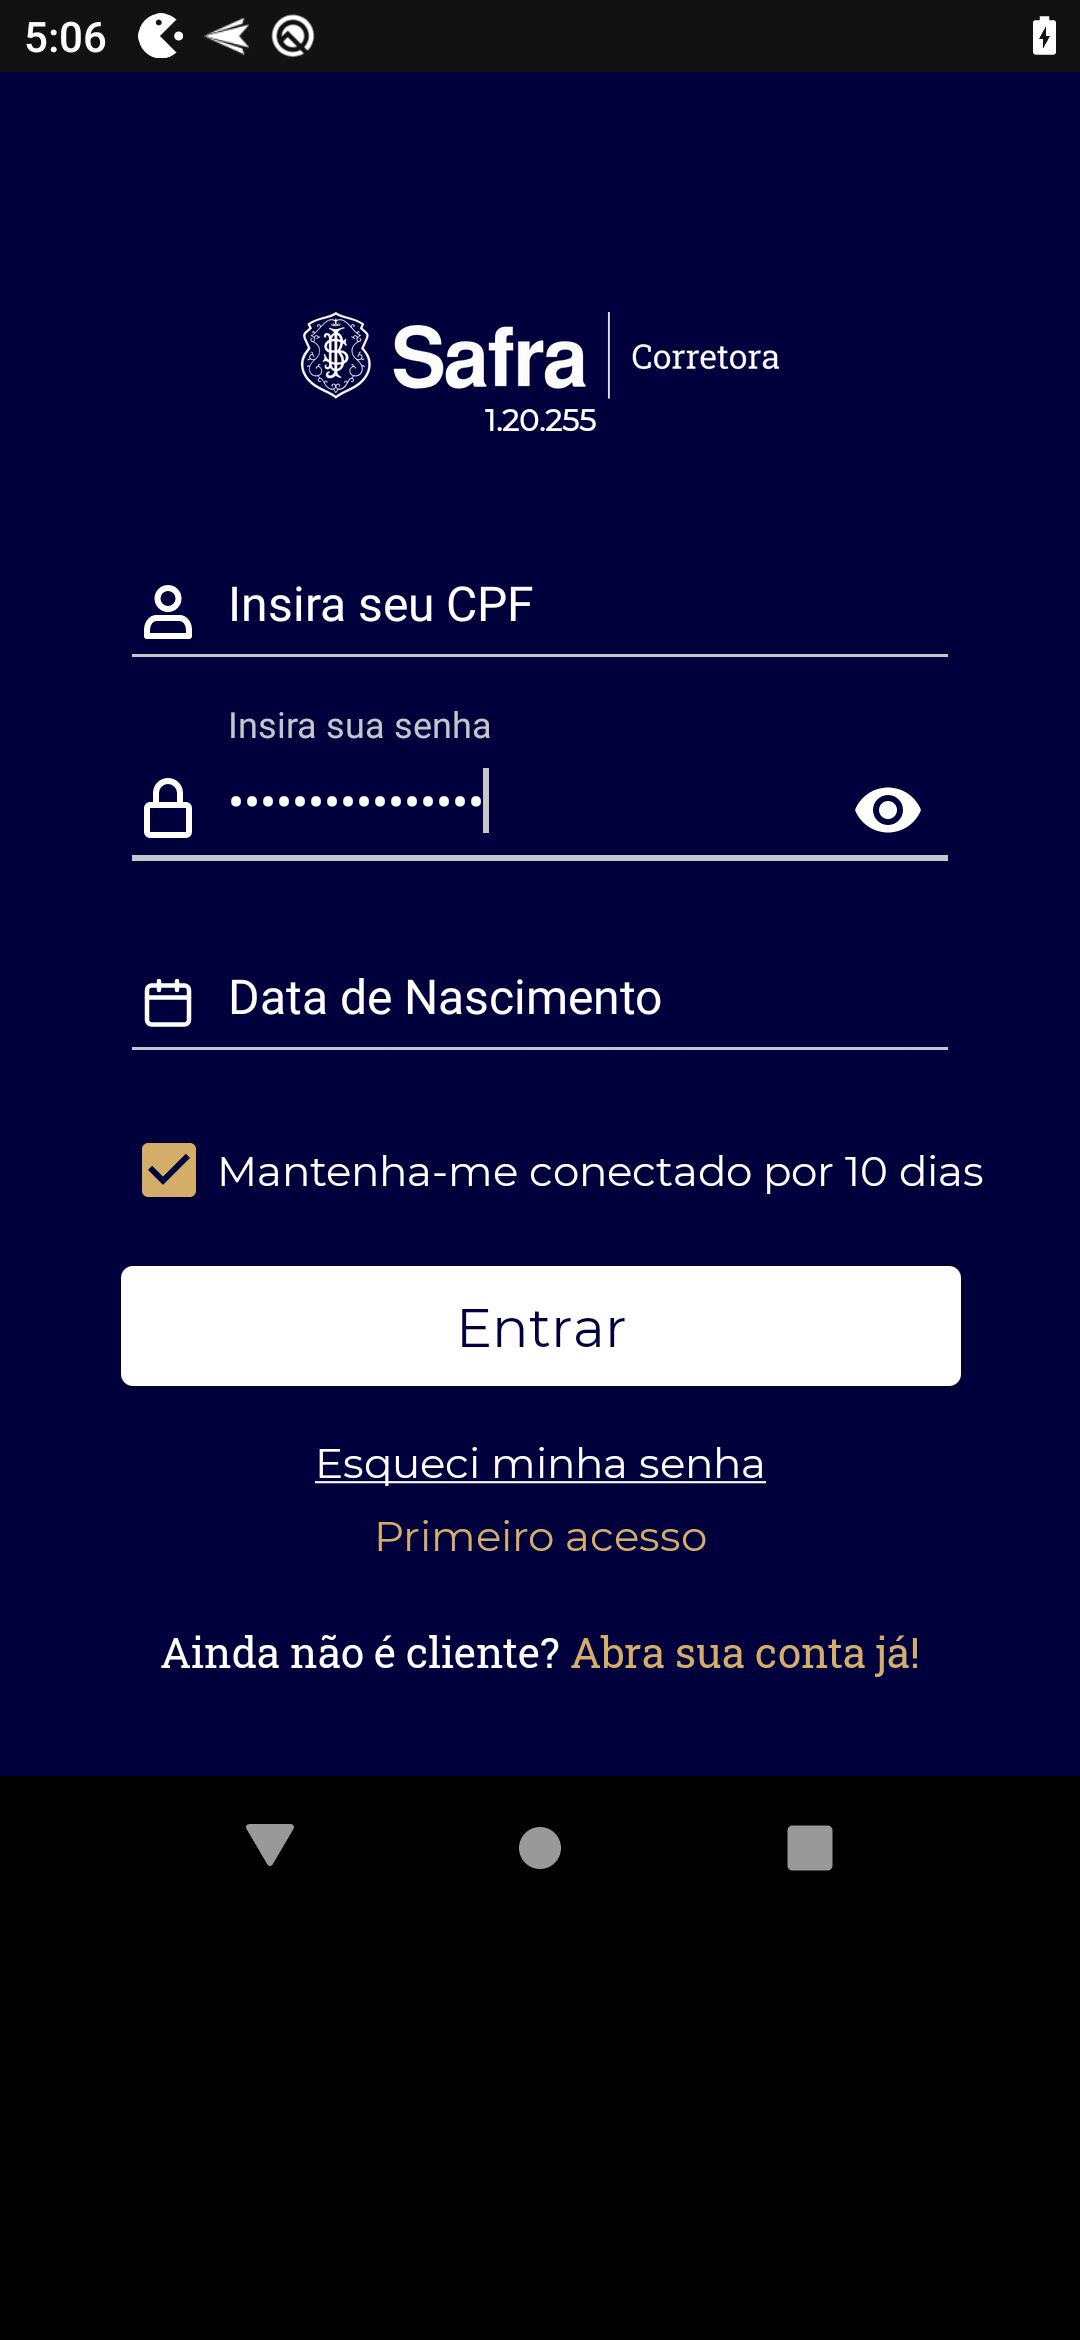 5:06
Safra Corretora
1.20.255
Insira seu CPF
Insira sua senha
••••••••••••••••
Data de Nascimento
Mantenha-me conectado por 10 dias
Entrar
Esqueci minha senha
Primeiro acesso
Ainda não é cliente? Abra sua conta já!